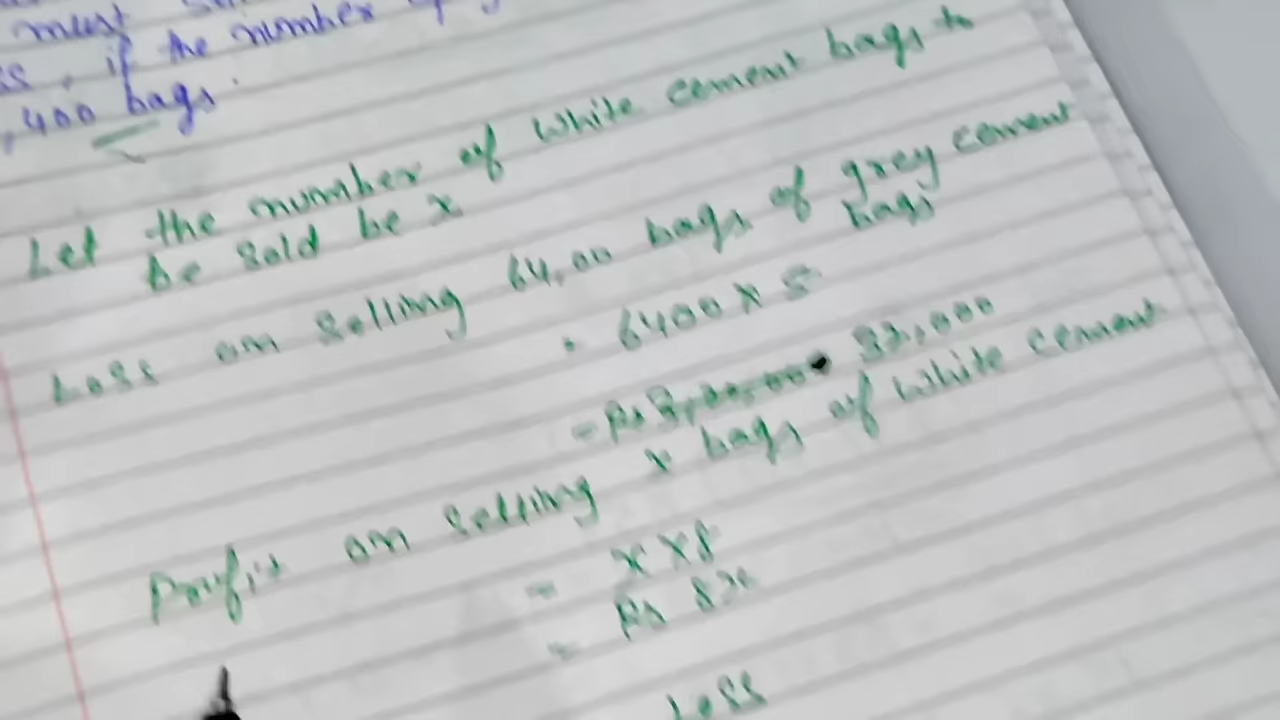 must
if the number
,400 bags.
Let the number of white cement bags to
be sold be x
Loss on selling 64,00 bags of grey cement
bags
= 6400 x 5
= Rs 32,000
Profit on selling x bags of white cement
= x x 8
= Rs 8x
Loss